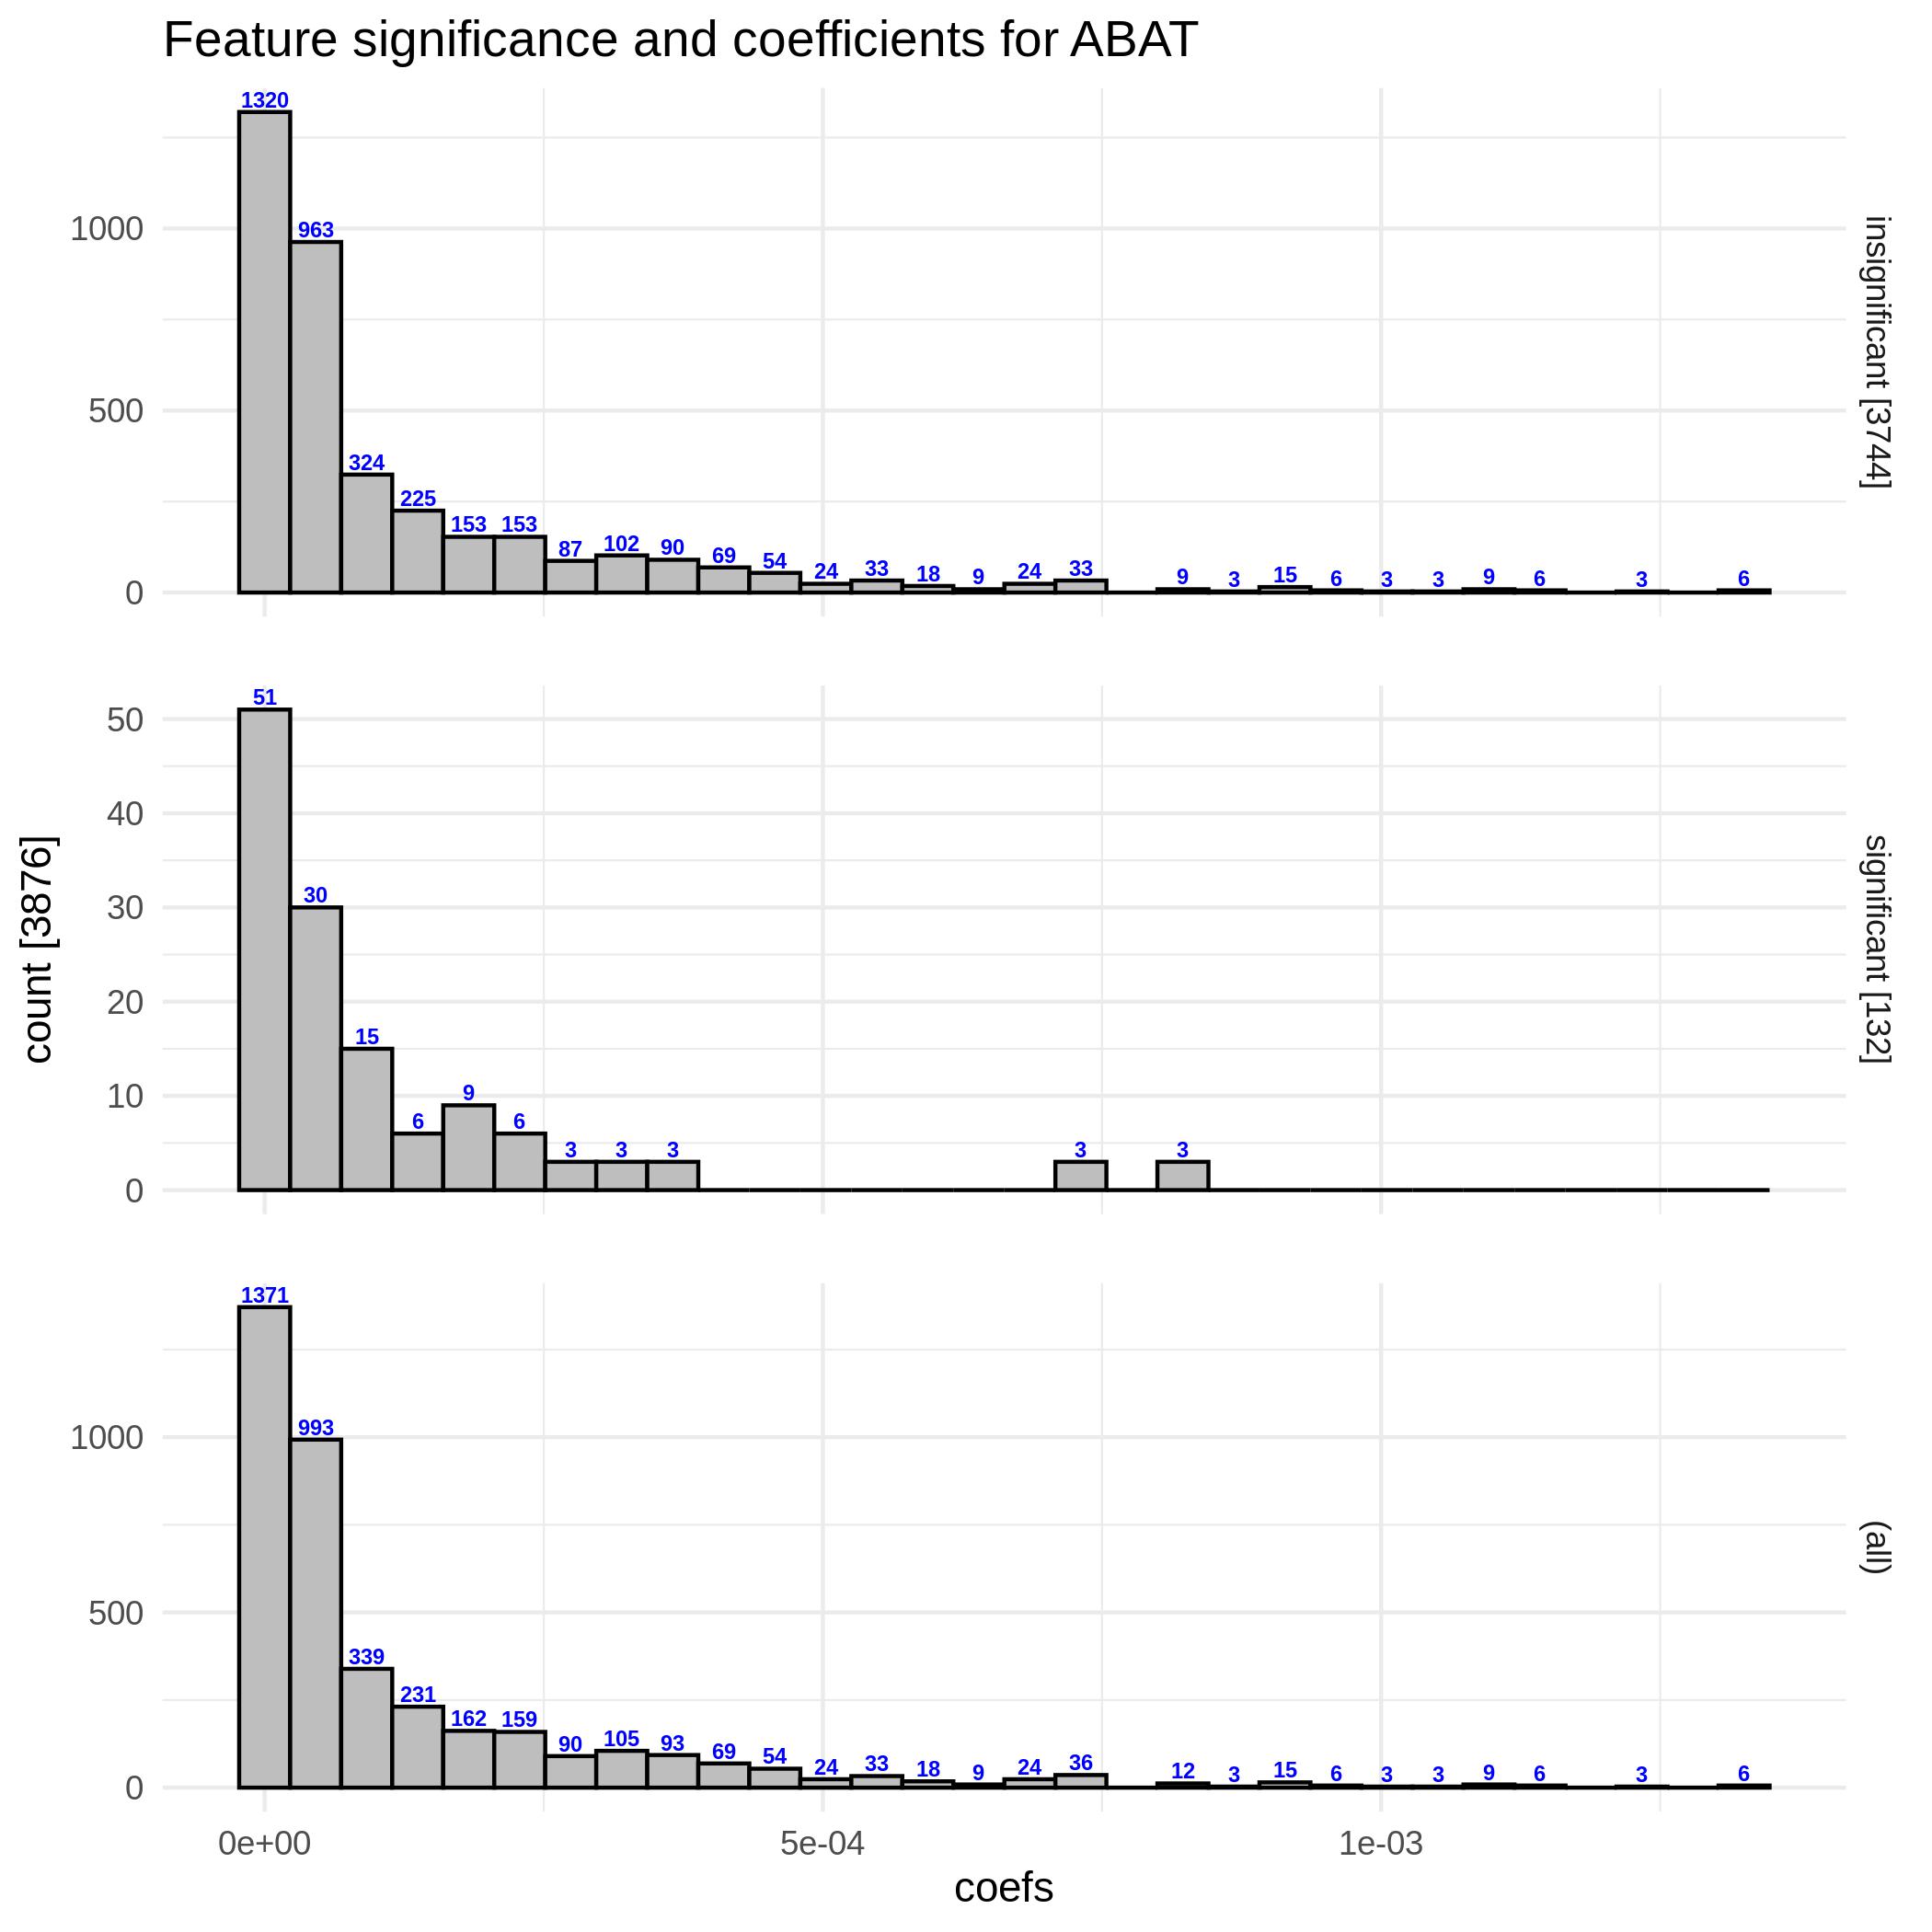 Feature significance and coefficients for ABAT
1320
963
324
225
153 153
87 102 90 69 54 24 33 18 9 24 33 9 3 15 6 3 3 9 6 3 6
1000
500
0
insignificant [3744]
51
30
15
6 9 6 3 3 3 3 3
50
40
30
20
10
0
significant [132]
count [3876]
1371
993
339
231
162 159
90 105 93 69 54 24 33 18 9 24 36 12 3 15 6 3 3 9 6 3 6
1000
500
0
(all)
0e+00 5e-04 1e-03
coefs